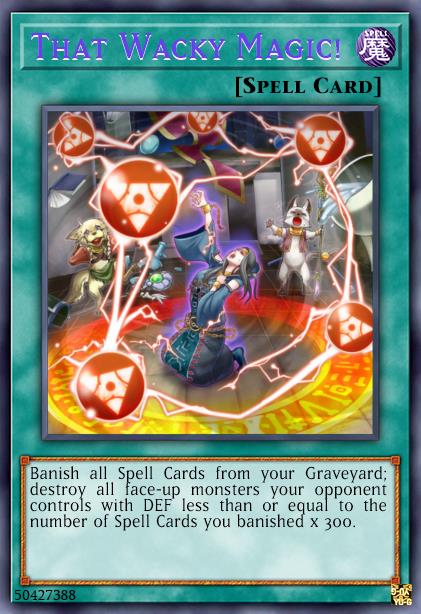 That Wacky Magic!
SPELL
魔
[Spell Card]
Banish all Spell Cards from your Graveyard;
destroy all face-up monsters your opponent
controls with DEF less than or equal to the
number of Spell Cards you banished x 300.
50427388